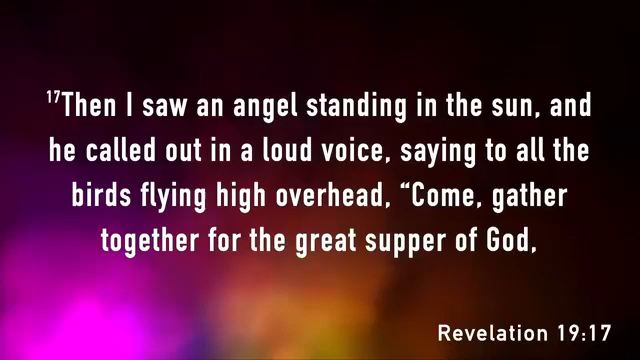 17Then I saw an angel standing in the sun, and
he called out in a loud voice, saying to all the
birds flying high overhead, “Come, gather
together for the great supper of God,
Revelation 19:17